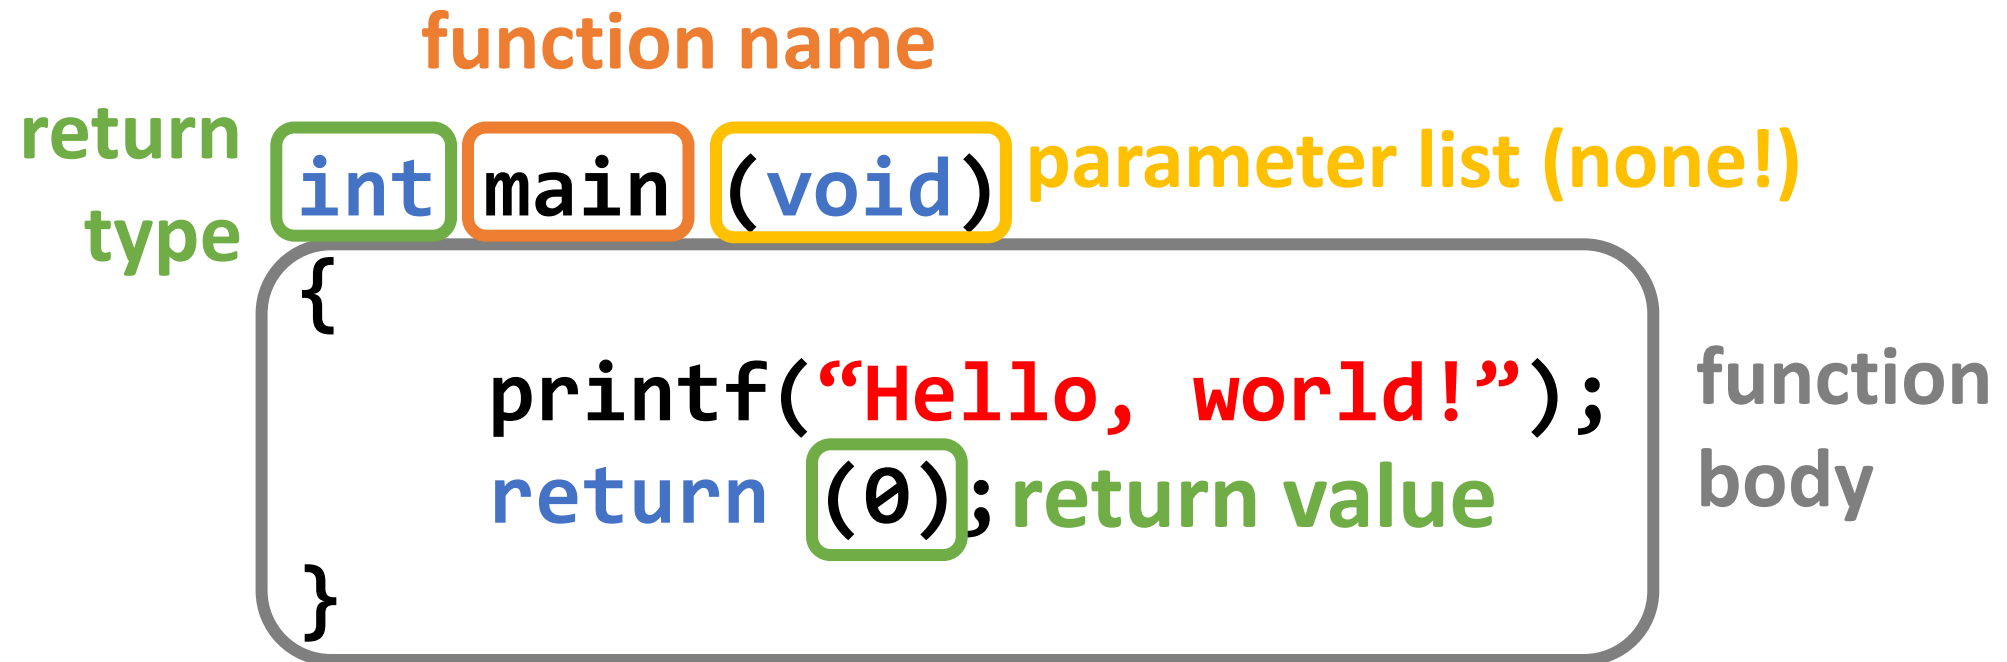 function name
return type
int main (void) parameter list (none!)
{
printf(“Hello, world!”);
return (0); return value
}
function
body